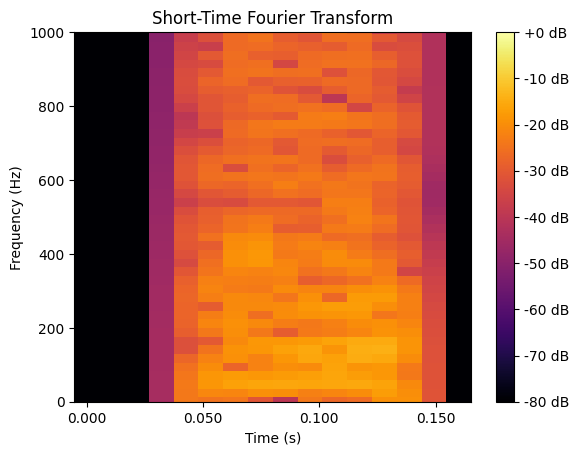 Short-Time Fourier Transform
Frequency (Hz)
1000
800
600
400
200
0
0.000
0.050
0.100
0.150
Time (s)
+0 dB
-10 dB
-20 dB
-30 dB
-40 dB
-50 dB
-60 dB
-70 dB
-80 dB